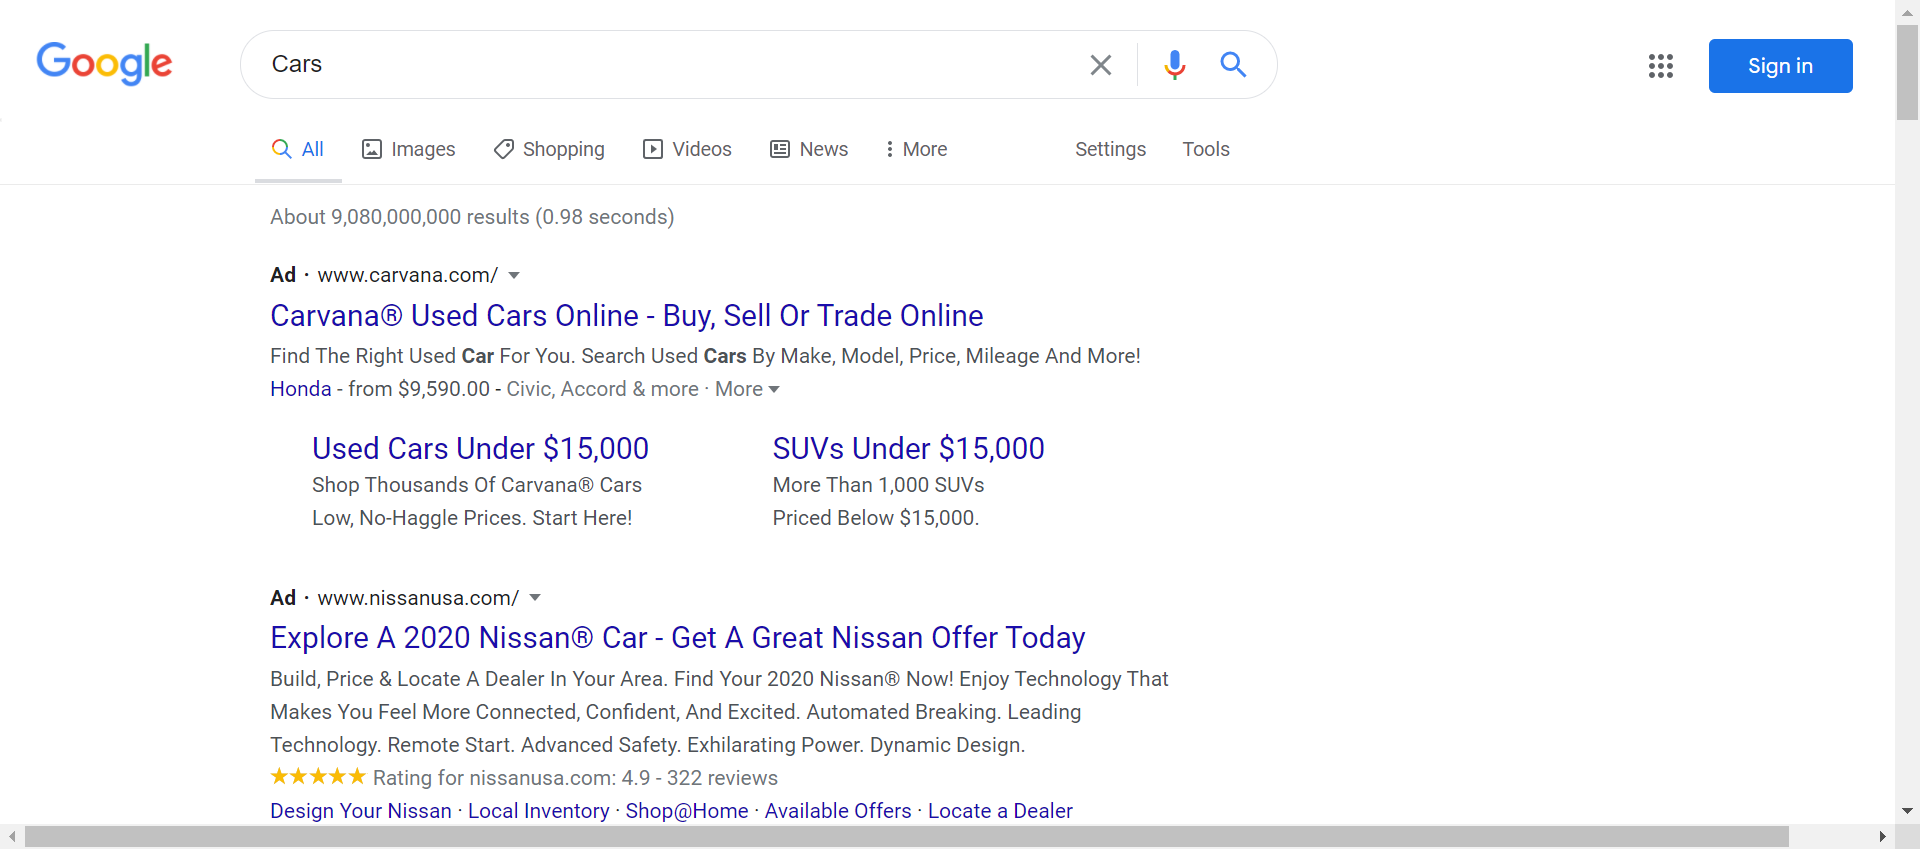 Google
Cars
Sign in
All Images Shopping Videos News More Settings Tools
About 9,080,000,000 results (0.98 seconds)
Ad · www.carvana.com/
Carvana® Used Cars Online - Buy, Sell Or Trade Online
Find The Right Used Car For You. Search Used Cars By Make, Model, Price, Mileage And More!
Honda - from $9,590.00 - Civic, Accord & more · More
Used Cars Under $15,000
Shop Thousands Of Carvana® Cars
Low, No-Haggle Prices. Start Here!
SUVs Under $15,000
More Than 1,000 SUVs
Priced Below $15,000.
Ad · www.nissanusa.com/
Explore A 2020 Nissan® Car - Get A Great Nissan Offer Today
Build, Price & Locate A Dealer In Your Area. Find Your 2020 Nissan® Now! Enjoy Technology That
Makes You Feel More Connected, Confident, And Excited. Automated Breaking. Leading
Technology. Remote Start. Advanced Safety. Exhilarating Power. Dynamic Design.
Rating for nissanusa.com: 4.9 - 322 reviews
Design Your Nissan · Local Inventory · Shop@Home · Available Offers · Locate a Dealer